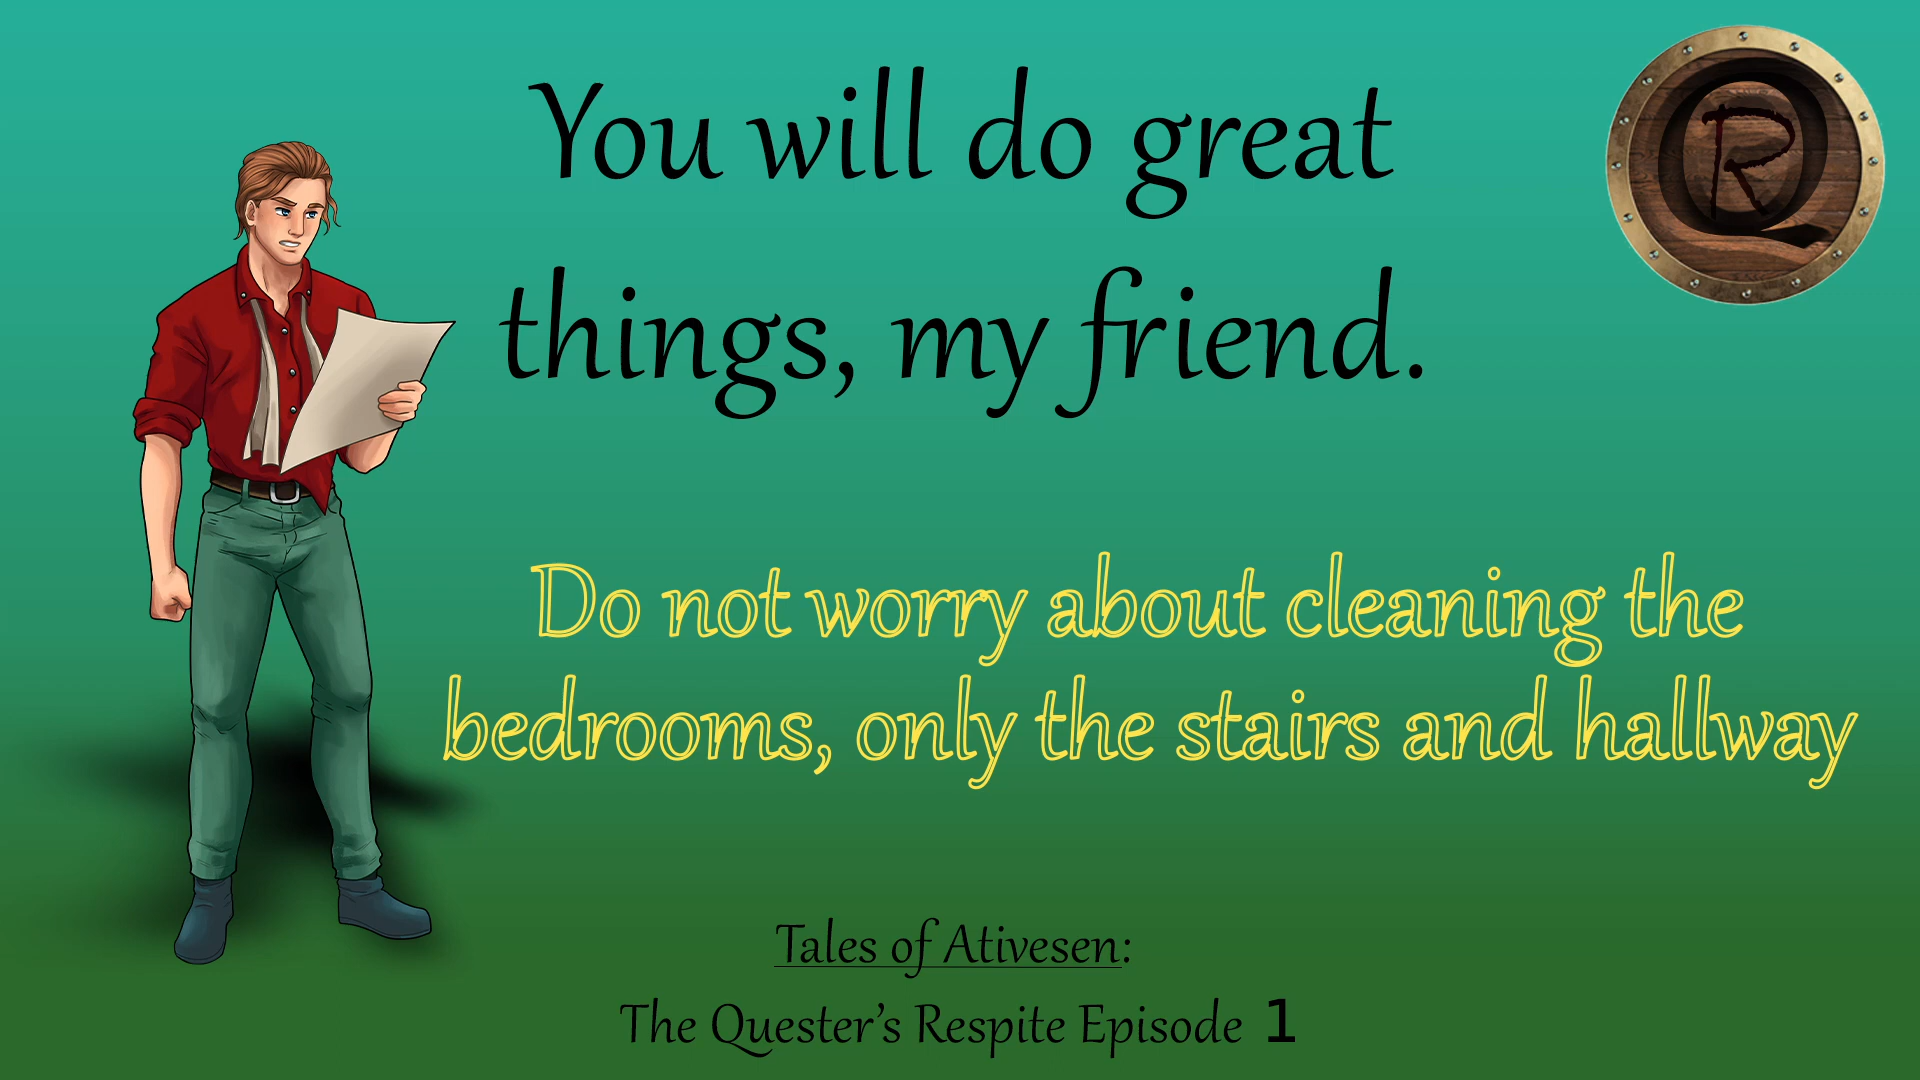 You will do great
things, my friend.
QR
Do not worry about cleaning the
bedrooms, only the stairs and hallway
Tales of Ativesen:
The Quester’s Respite Episode 1